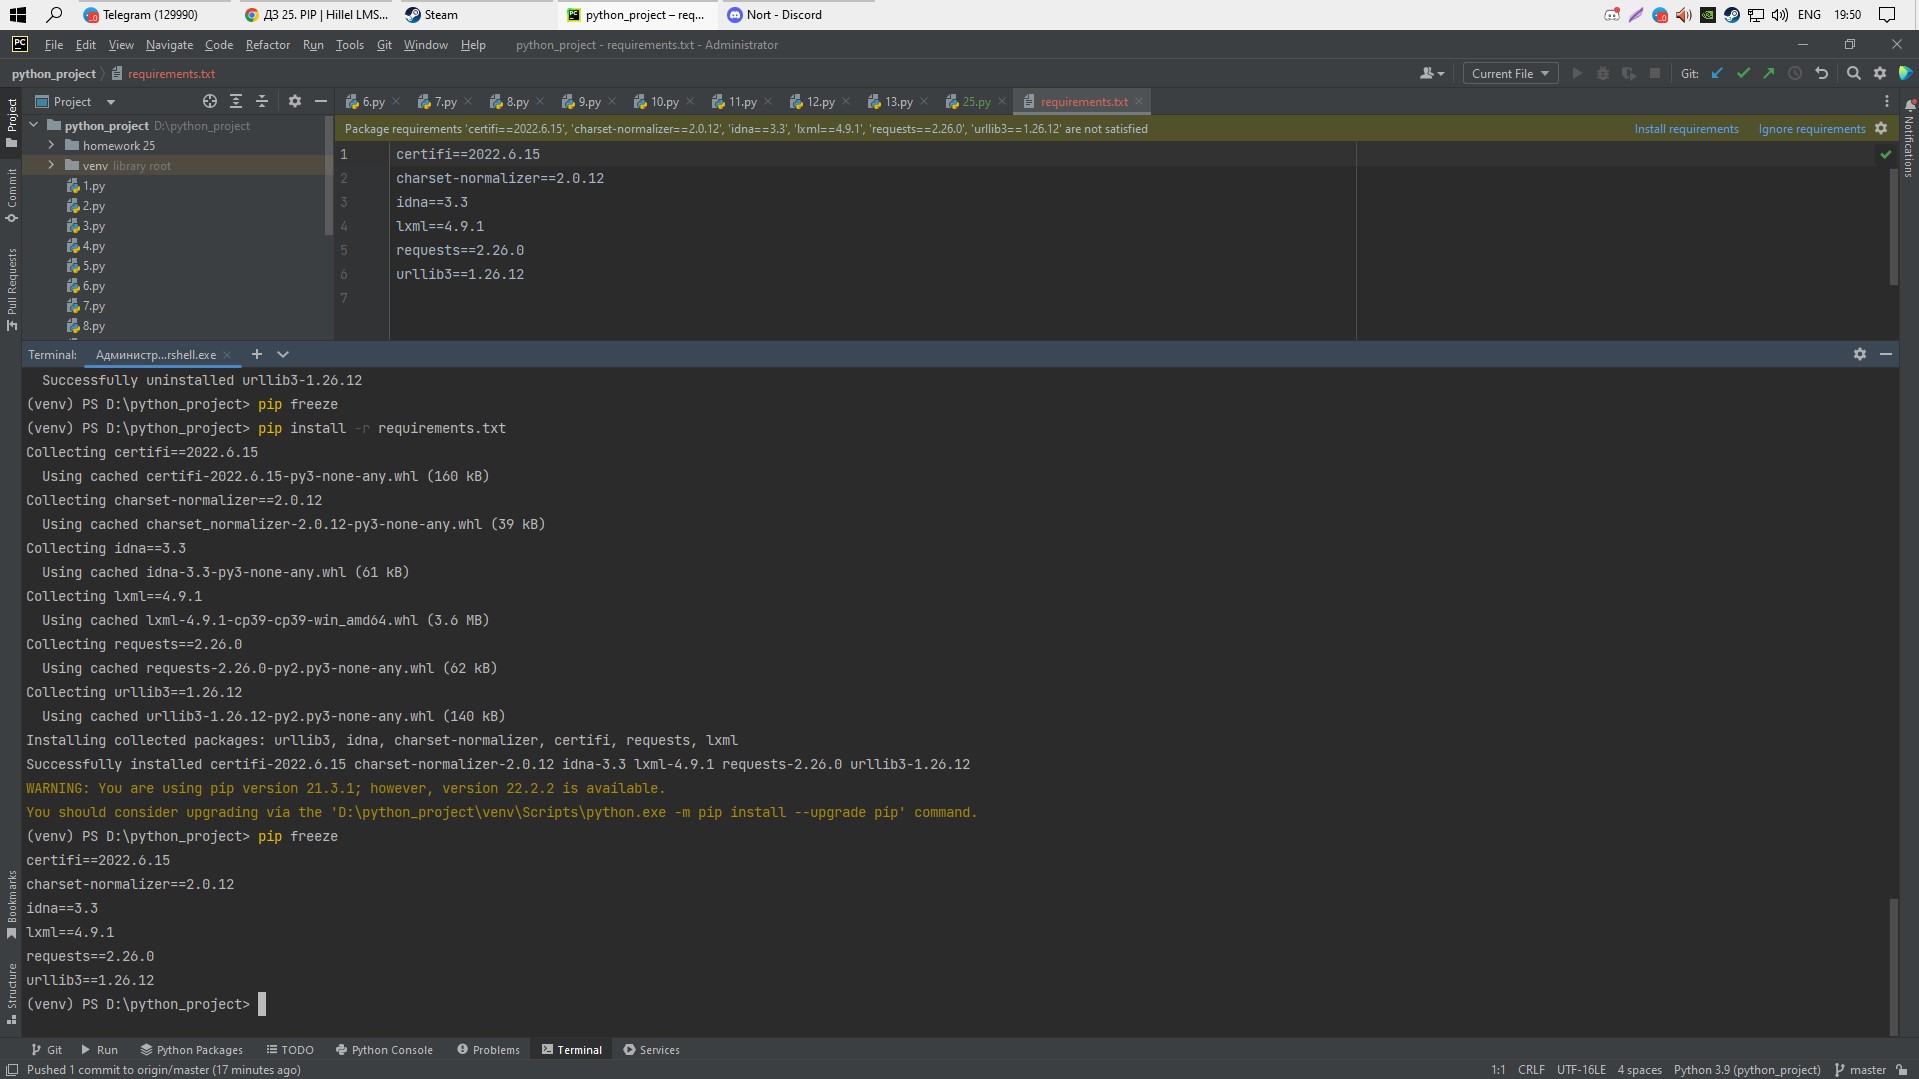 Telegram (129990)
ДЗ 25. PIP | Hillel LMS...
Steam
python_project – req...
Nort - Discord
ENG
19:50
PC
File Edit View Navigate Code Refactor Run Tools Git Window Help
python_project - requirements.txt - Administrator
python_project
requirements.txt
Current File
Git:
Project
6.py
7.py
8.py
9.py
10.py
11.py
12.py
13.py
25.py
requirements.txt
Project
Commit
Pull Requests
Bookmarks
Structure
Notifications
python_project D:\python_project
homework 25
venv library root
1.py
2.py
3.py
4.py
5.py
6.py
7.py
8.py
Package requirements 'certifi==2022.6.15', 'charset-normalizer==2.0.12', 'idna==3.3', 'lxml==4.9.1', 'requests==2.26.0', 'urllib3==1.26.12' are not satisfied
Install requirements
Ignore requirements
1 certifi==2022.6.15
2 charset-normalizer==2.0.12
3 idna==3.3
4 lxml==4.9.1
5 requests==2.26.0
6 urllib3==1.26.12
7
Terminal:
Администр...rshell.exe
Successfully uninstalled urllib3-1.26.12
(venv) PS D:\python_project> pip freeze
(venv) PS D:\python_project> pip install -r requirements.txt
Collecting certifi==2022.6.15
Using cached certifi-2022.6.15-py3-none-any.whl (160 kB)
Collecting charset-normalizer==2.0.12
Using cached charset_normalizer-2.0.12-py3-none-any.whl (39 kB)
Collecting idna==3.3
Using cached idna-3.3-py3-none-any.whl (61 kB)
Collecting lxml==4.9.1
Using cached lxml-4.9.1-cp39-cp39-win_amd64.whl (3.6 MB)
Collecting requests==2.26.0
Using cached requests-2.26.0-py2.py3-none-any.whl (62 kB)
Collecting urllib3==1.26.12
Using cached urllib3-1.26.12-py2.py3-none-any.whl (140 kB)
Installing collected packages: urllib3, idna, charset-normalizer, certifi, requests, lxml
Successfully installed certifi-2022.6.15 charset-normalizer-2.0.12 idna-3.3 lxml-4.9.1 requests-2.26.0 urllib3-1.26.12
WARNING: You are using pip version 21.3.1; however, version 22.2.2 is available.
You should consider upgrading via the 'D:\python_project\venv\Scripts\python.exe -m pip install --upgrade pip' command.
(venv) PS D:\python_project> pip freeze
certifi==2022.6.15
charset-normalizer==2.0.12
idna==3.3
lxml==4.9.1
requests==2.26.0
urllib3==1.26.12
(venv) PS D:\python_project>
Git
Run
Python Packages
TODO
Python Console
Problems
Terminal
Services
Pushed 1 commit to origin/master (17 minutes ago)
1:1 CRLF UTF-16LE 4 spaces Python 3.9 (python_project) master